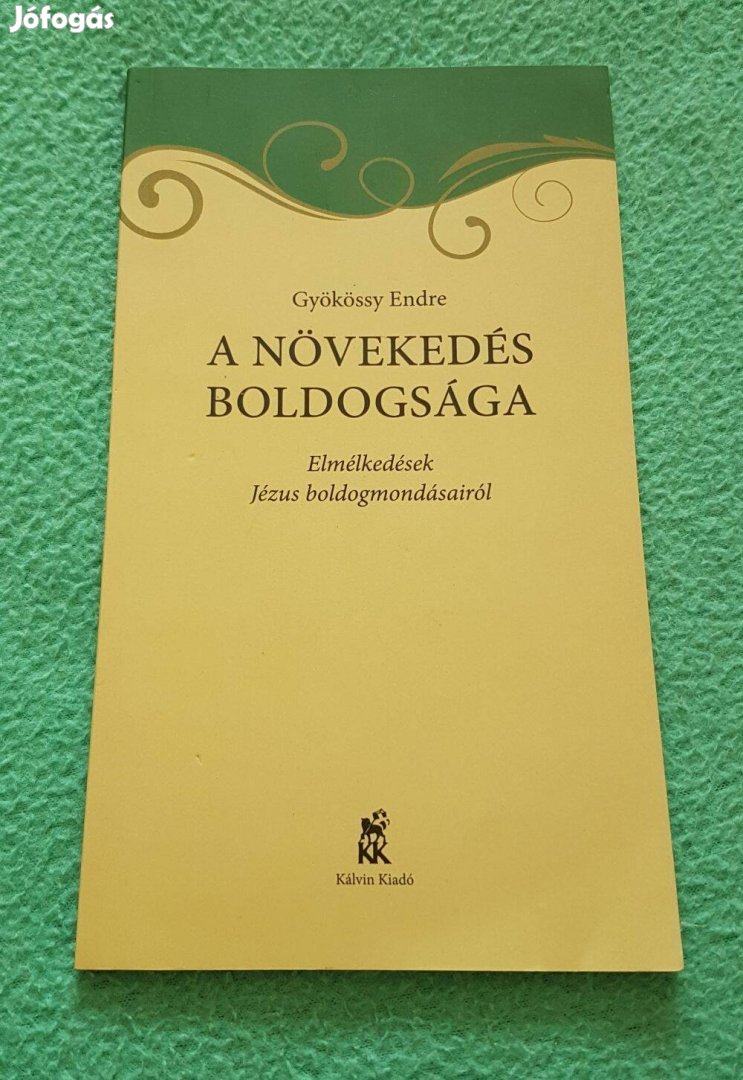 Jófogás
Gyökössy Endre
A NÖVEKEDÉS
BOLDOGSÁGA
Elmélkedések
Jézus boldogmondásairól
KK
Kálvin Kiadó